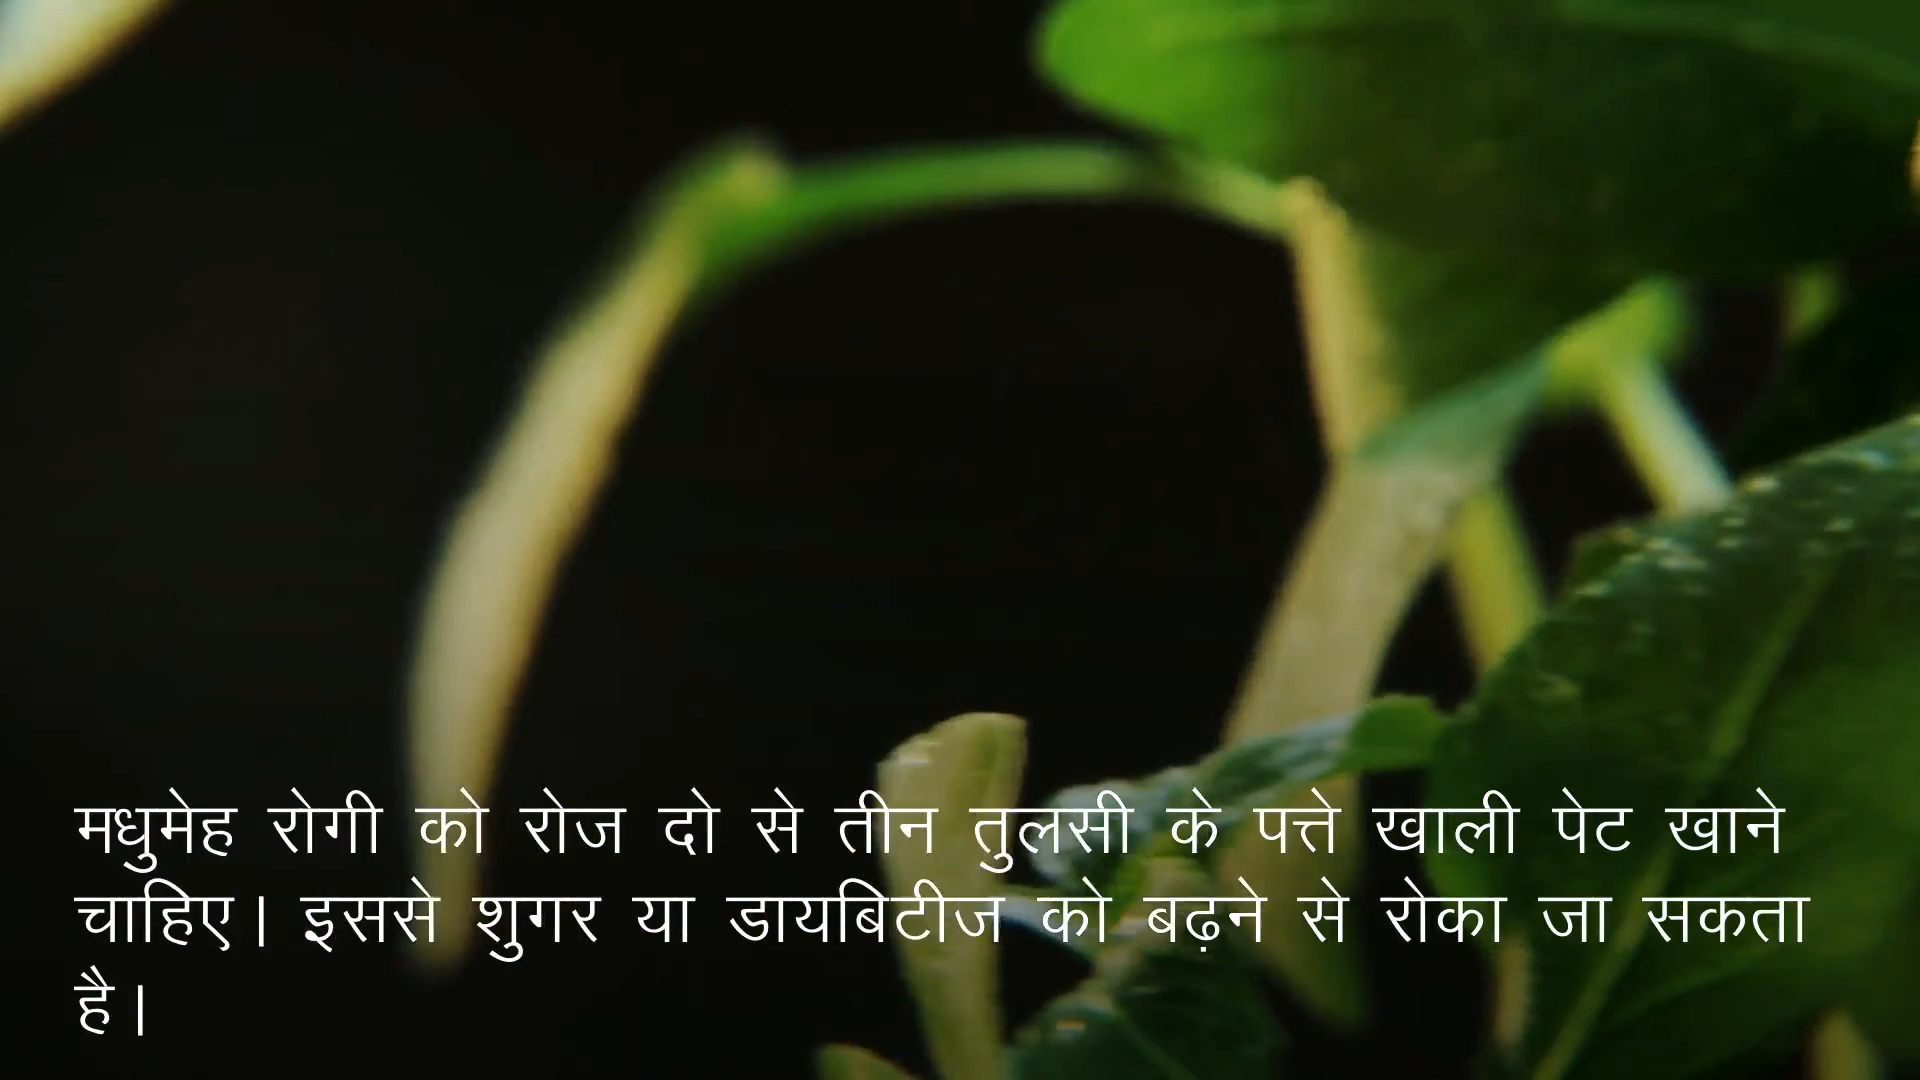 मधुमेह रोगी को रोज दो से तीन तुलसी के पत्ते खाली पेट खाने
चाहिए। इससे शुगर या डायबिटीज को बढ़ने से रोका जा सकता
है।